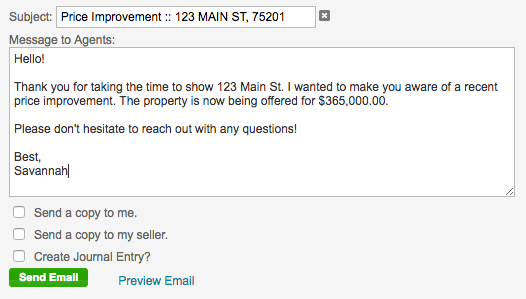 Subject: Price Improvement :: 123 MAIN ST, 75201
Message to Agents:
Hello!
Thank you for taking the time to show 123 Main St. I wanted to make you aware of a recent
price improvement. The property is now being offered for $365,000.00.
Please don't hesitate to reach out with any questions!
Best,
Savannah
Send a copy to me.
Send a copy to my seller.
Create Journal Entry?
Send Email Preview Email